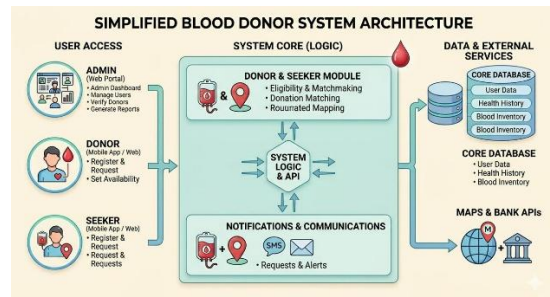 SIMPLIFIED BLOOD DONOR SYSTEM ARCHITECTURE
USER ACCESS
ADMIN
(Web Portal)
• Admin Dashboard
• Manage Users
• Verify Donors
• Generate Reports
DONOR
(Mobile App / Web)
• Register &
Request
• Set Availability
SEEKER
(Mobile App / Web)
• Register &
Request
• Request &
Requests
SYSTEM CORE (LOGIC)
DONOR & SEEKER MODULE
&
• Eligibility & Matchmaking
• Donation Matching
• Rouurrated Mapping
SYSTEM
LOGIC
& API
NOTIFICATIONS & COMMUNICATIONS
+
SMS
• Requests & Alerts
DATA & EXTERNAL
SERVICES
CORE DATABASE
User Data
Health History
Blood Inventory
Blood Inventory
CORE DATABASE
• User Data
• Health History
• Blood Inventory
MAPS & BANK APIs
M
+